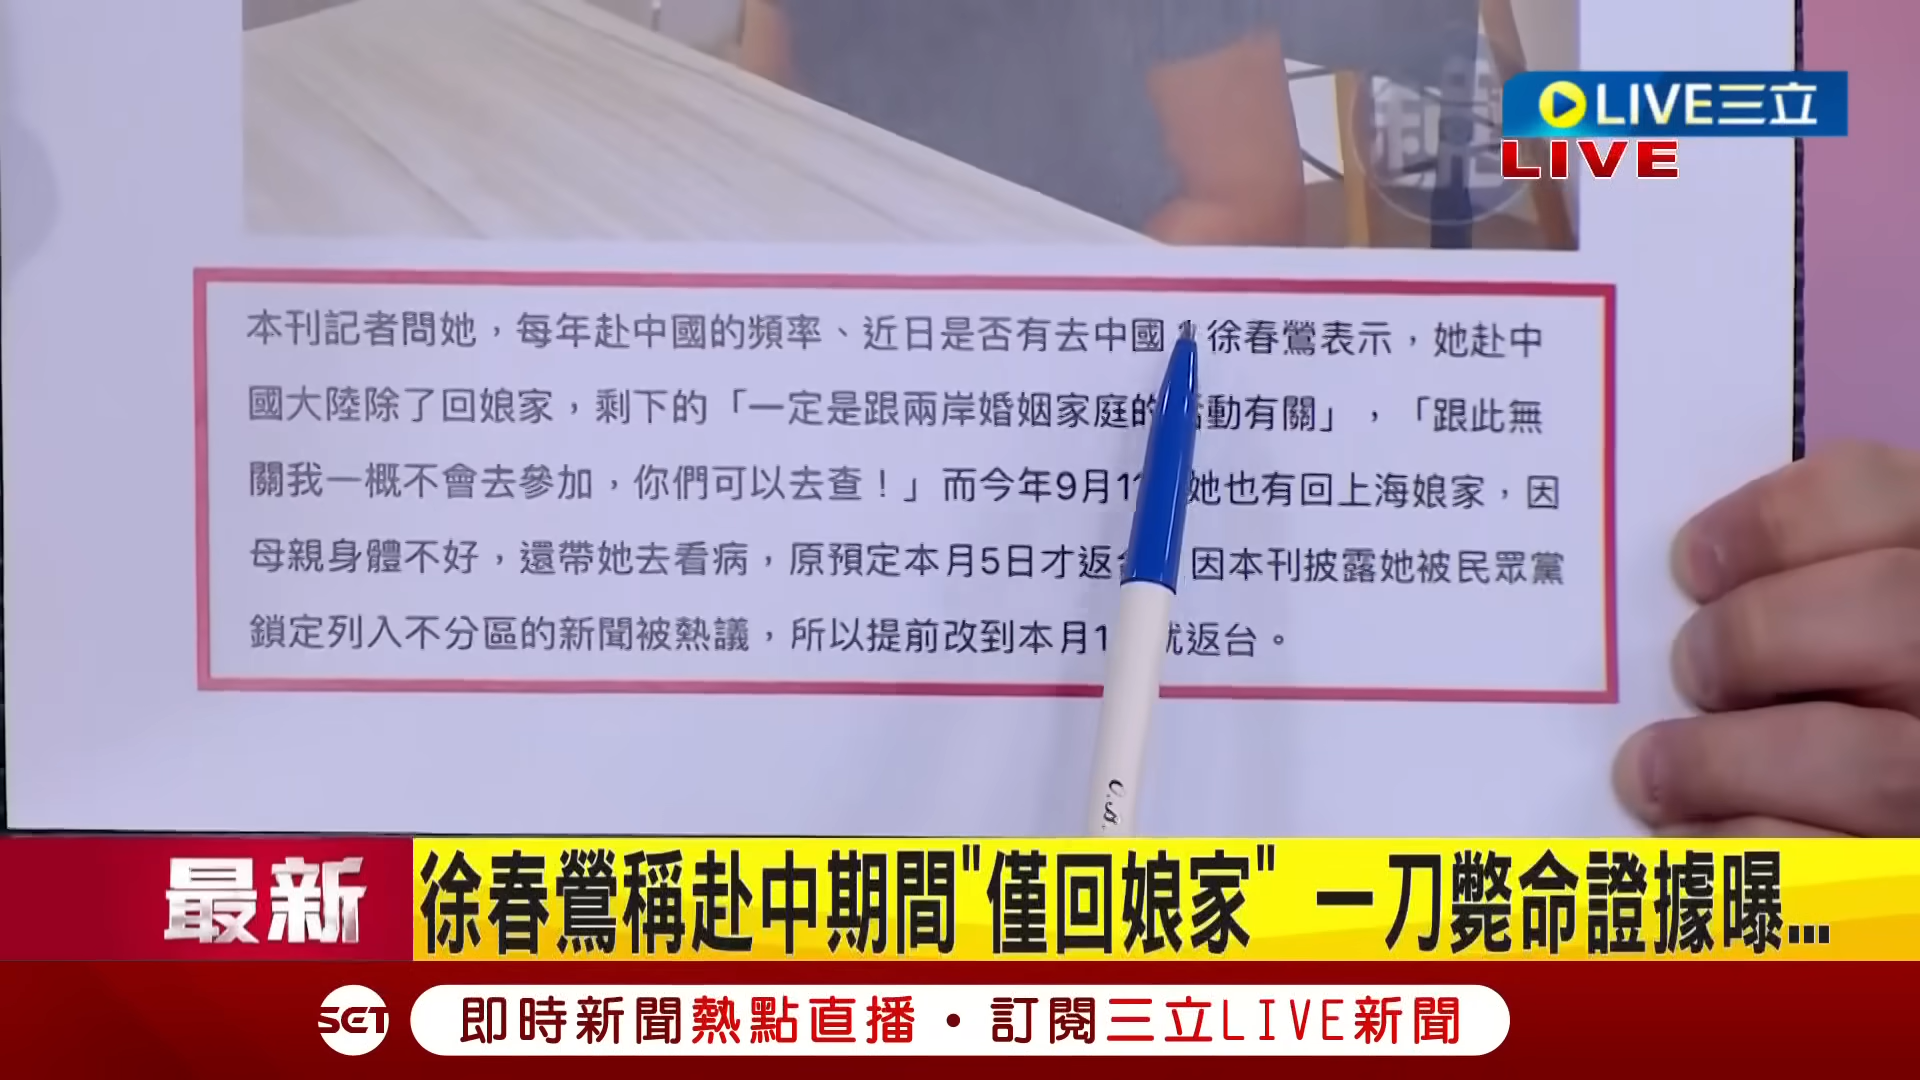 LIVE三立
LIVE
本刊記者問她，每年赴中國的頻率、近日是否有去中國 徐春鶯表示，她赴中
國大陸除了回娘家，剩下的「一定是跟兩岸婚姻家庭的 動有關」，「跟此無
關我一概不會去參加，你們可以去查！」而今年9月1 她也有回上海娘家，因
母親身體不好，還帶她去看病，原預定本月5日才返 因本刊披露她被民眾黨
鎖定列入不分區的新聞被熱議，所以提前改到本月1 就返台。
最新
徐春鶯稱赴中期間"僅回娘家" 一刀斃命證據曝...
SET
即時新聞熱點直播・訂閱三立LIVE新聞